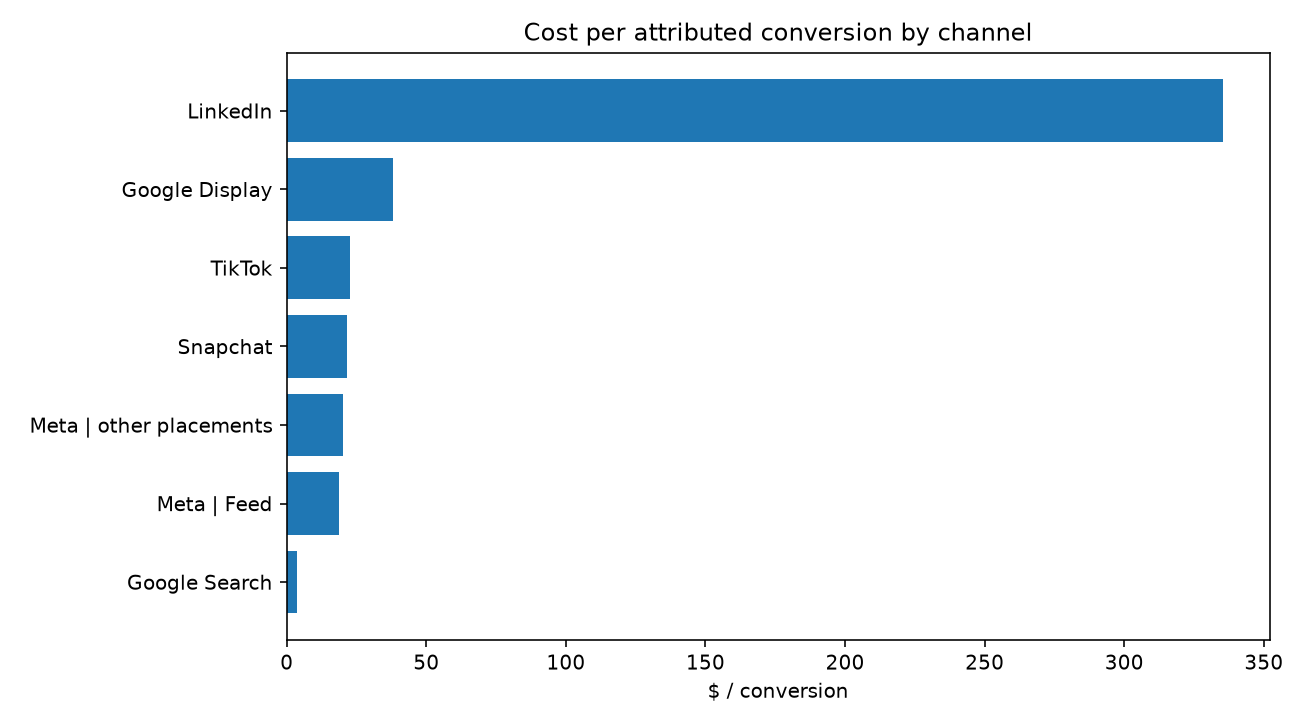 Cost per attributed conversion by channel
LinkedIn
Google Display
TikTok
Snapchat
Meta | other placements
Meta | Feed
Google Search
0 50 100 150 200 250 300 350
$ / conversion